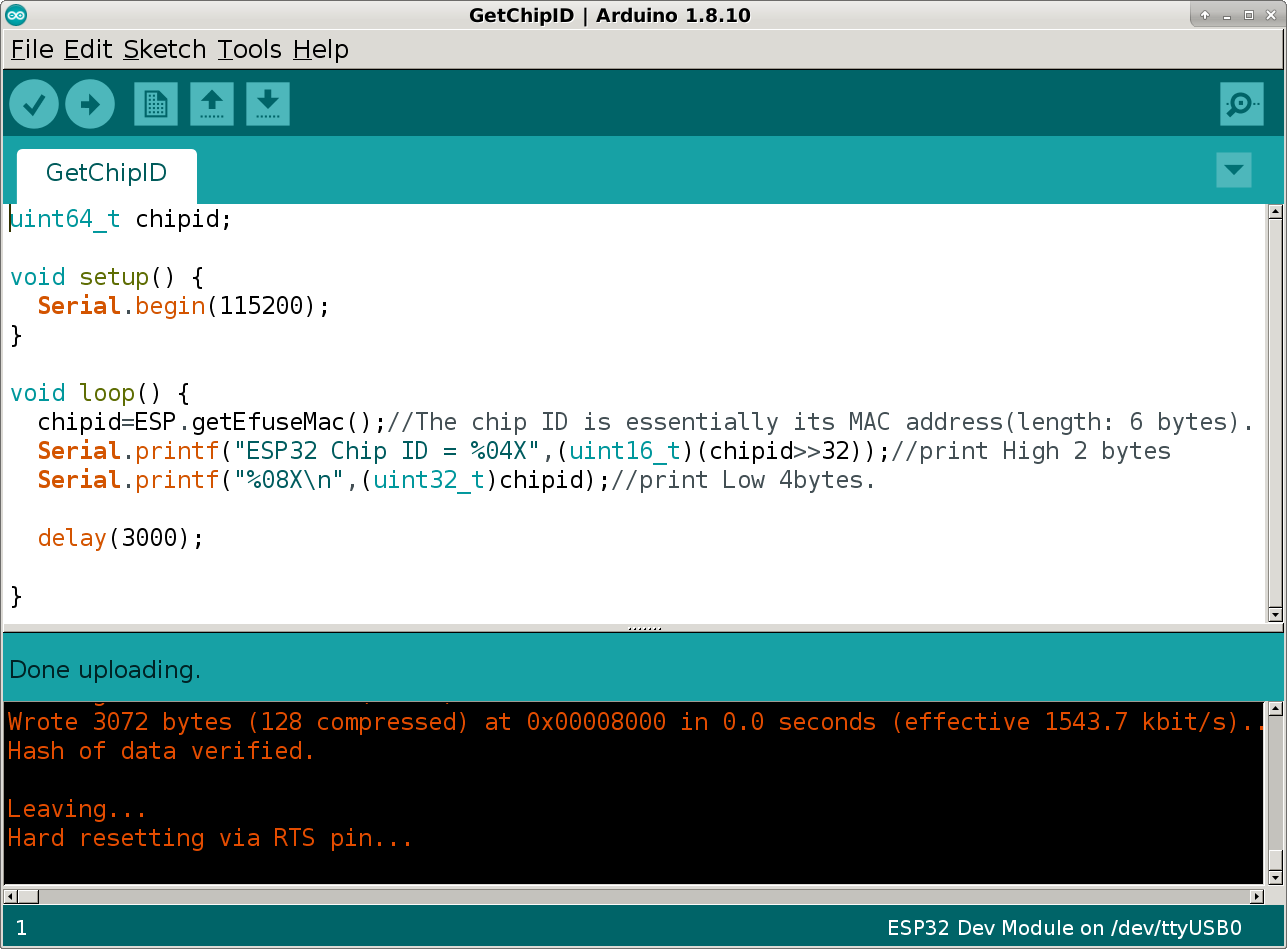 GetChipID | Arduino 1.8.10
File Edit Sketch Tools Help
GetChipID
uint64_t chipid;
void setup() {
  Serial.begin(115200);
}
void loop() {
  chipid=ESP.getEfuseMac();//The chip ID is essentially its MAC address(length: 6 bytes).
  Serial.printf("ESP32 Chip ID = %04X",(uint16_t)(chipid>>32));//print High 2 bytes
  Serial.printf("%08X\n",(uint32_t)chipid);//print Low 4bytes.
  delay(3000);
}
Done uploading.
Wrote 3072 bytes (128 compressed) at 0x00008000 in 0.0 seconds (effective 1543.7 kbit/s)..
Hash of data verified.
Leaving...
Hard resetting via RTS pin...
1 ESP32 Dev Module on /dev/ttyUSB0